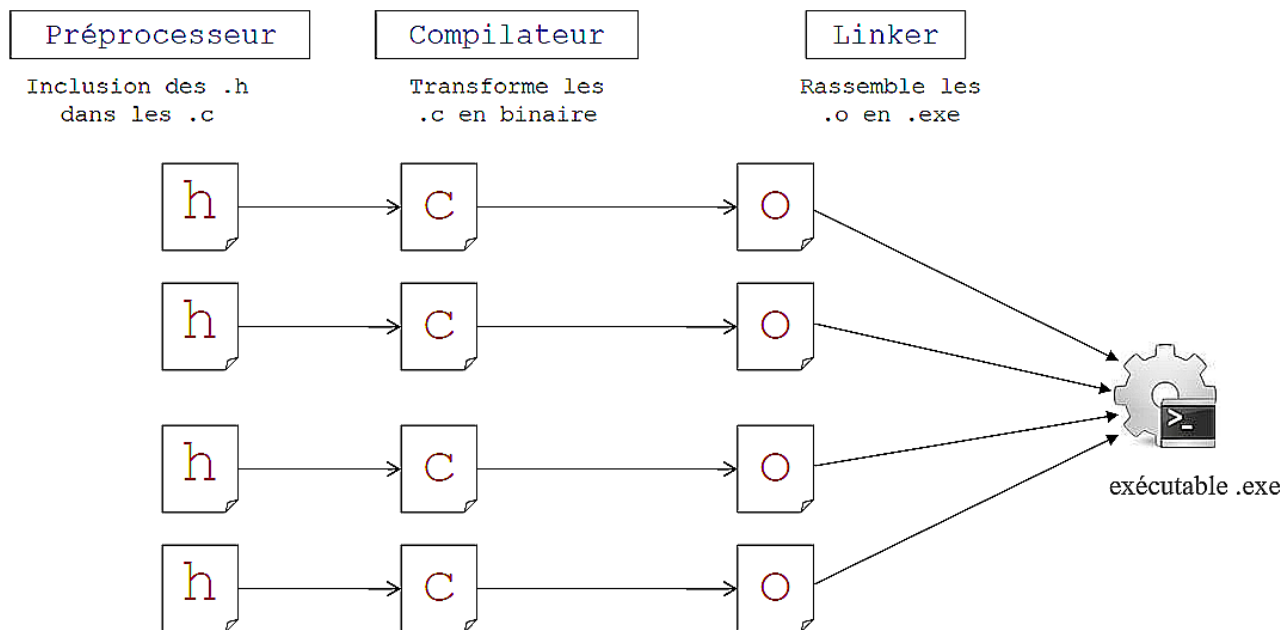 Préprocesseur
Compilateur
Linker
Inclusion des .h
dans les .c
Transforme les
.c en binaire
Rassemble les
.o en .exe
h
c
o
h
c
o
h
c
o
h
c
o
>_
exécutable .exe